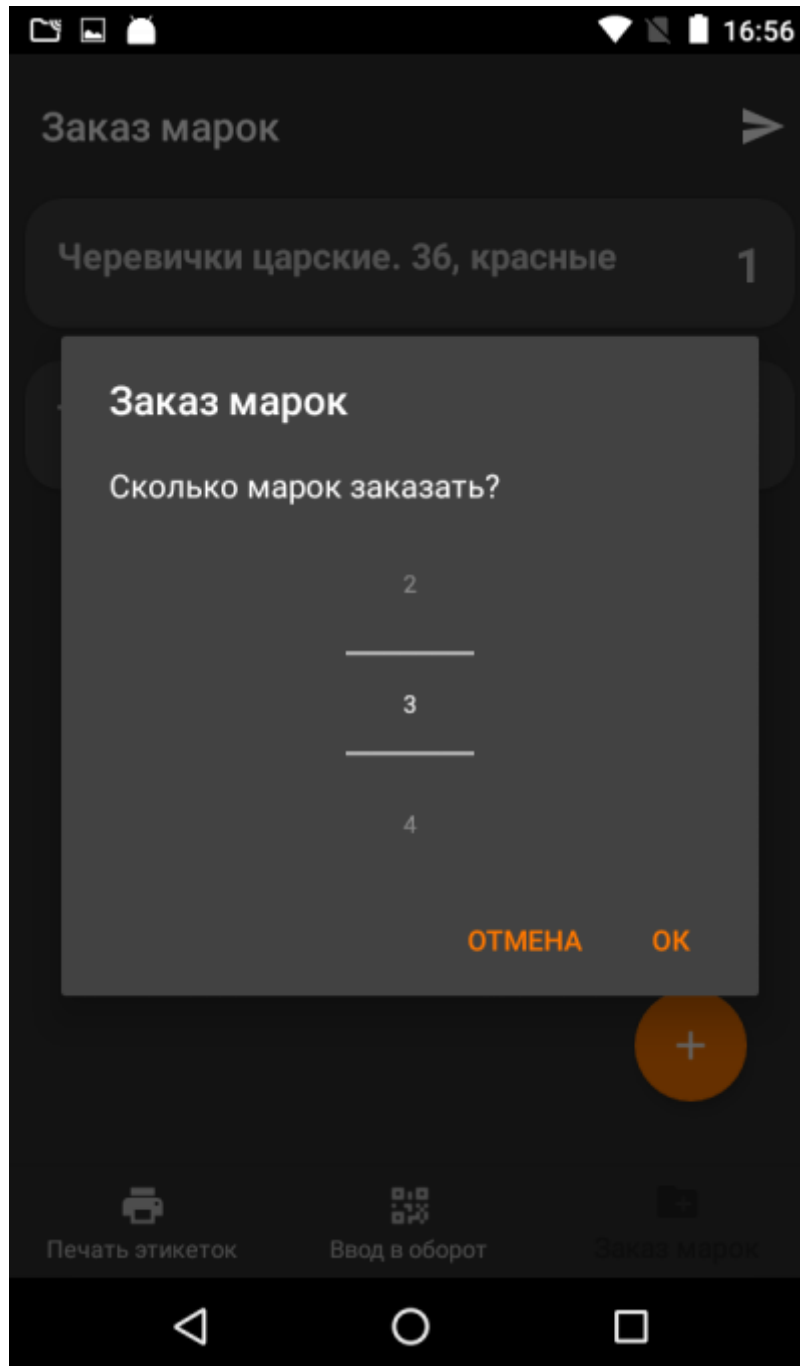 16:56
Заказ марок
Черевички царские. 36, красные
1
Заказ марок
Сколько марок заказать?
2
3
4
ОТМЕНА ОК
+
Печать этикеток Ввод в оборот Заказ марок